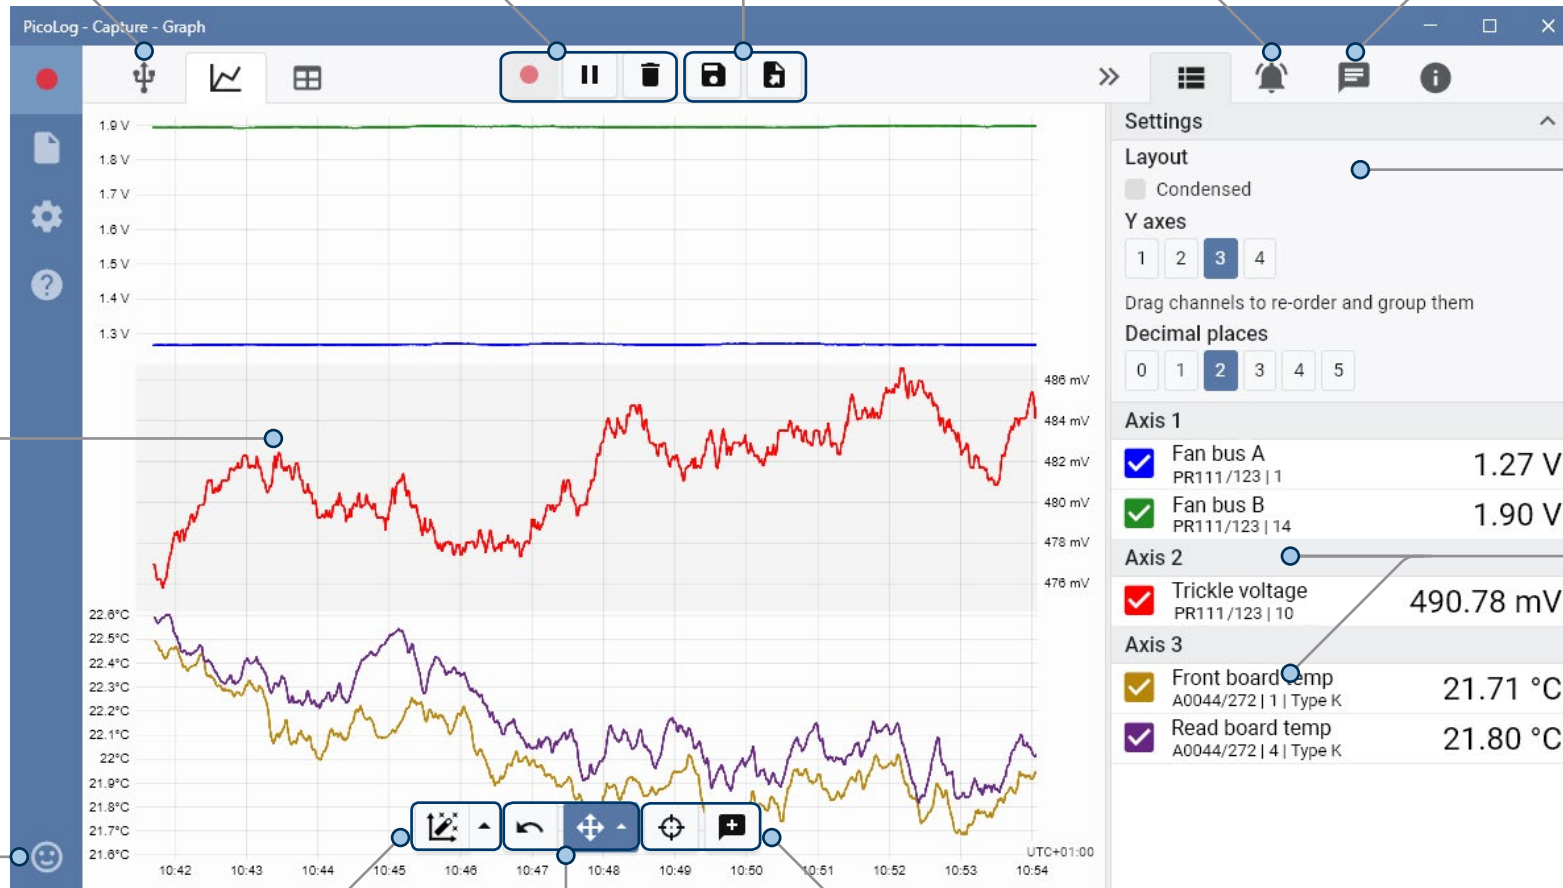 PicoLog - Capture - Graph
1.9 V
1.8 V
1.7 V
1.6 V
1.5 V
1.4 V
1.3 V
486 mV
484 mV
482 mV
480 mV
478 mV
476 mV
22.6°C
22.5°C
22.4°C
22.3°C
22.2°C
22.1°C
22°C
21.9°C
21.8°C
21.7°C
21.6°C
UTC+01:00
10:42 10:43 10:44 10:45 10:46 10:47 10:48 10:49 10:50 10:51 10:52 10:53 10:54
Settings
Layout
Condensed
Y axes
1 2 3 4
Drag channels to re-order and group them
Decimal places
0 1 2 3 4 5
Axis 1
Fan bus A
PR111/123 | 1
1.27 V
Fan bus B
PR111/123 | 14
1.90 V
Axis 2
Trickle voltage
PR111/123 | 10
490.78 mV
Axis 3
Front board temp
A0044/272 | 1 | Type K
21.71 °C
Read board temp
A0044/272 | 4 | Type K
21.80 °C